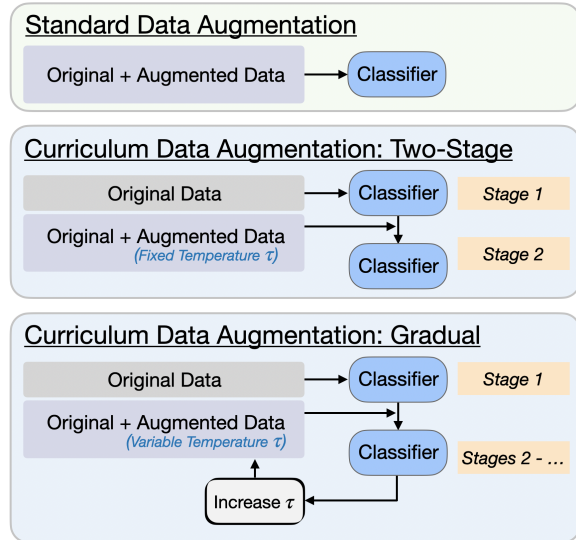 Standard Data Augmentation
Original + Augmented Data
Classifier
Curriculum Data Augmentation: Two-Stage
Original Data
Classifier
Stage 1
Original + Augmented Data
(Fixed Temperature τ)
Classifier
Stage 2
Curriculum Data Augmentation: Gradual
Original Data
Classifier
Stage 1
Original + Augmented Data
(Variable Temperature τ)
Classifier
Stages 2 - ...
Increase τ